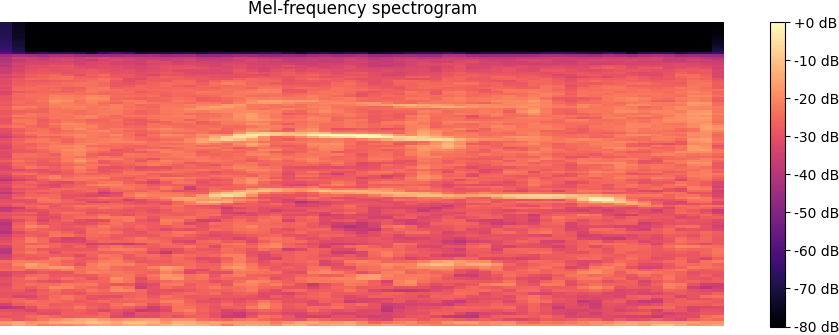 Mel-frequency spectrogram
+0 dB
-10 dB
-20 dB
-30 dB
-40 dB
-50 dB
-60 dB
-70 dB
-80 dB